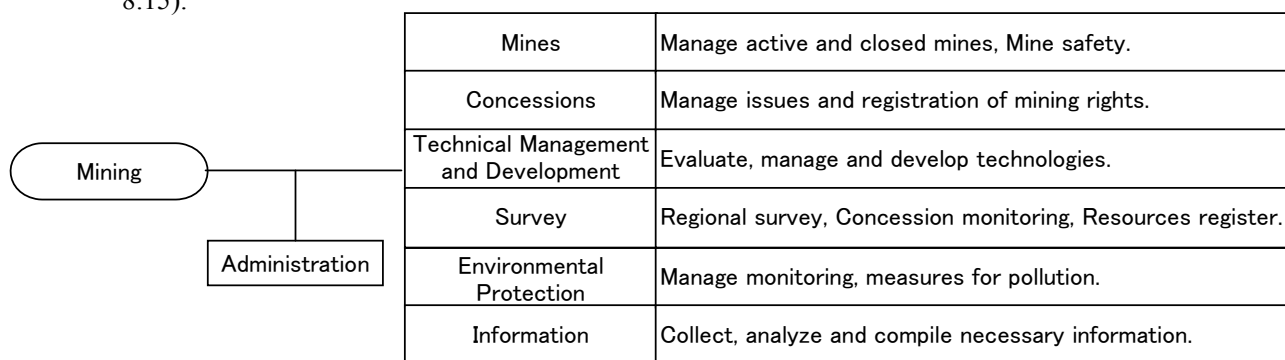 8.15).
Mines
Manage active and closed mines, Mine safety.
Concessions
Manage issues and registration of mining rights.
Technical Management
and Development
Evaluate, manage and develop technologies.
Mining
Survey
Regional survey, Concession monitoring, Resources register.
Administration
Environmental
Protection
Manage monitoring, measures for pollution.
Information
Collect, analyze and compile necessary information.